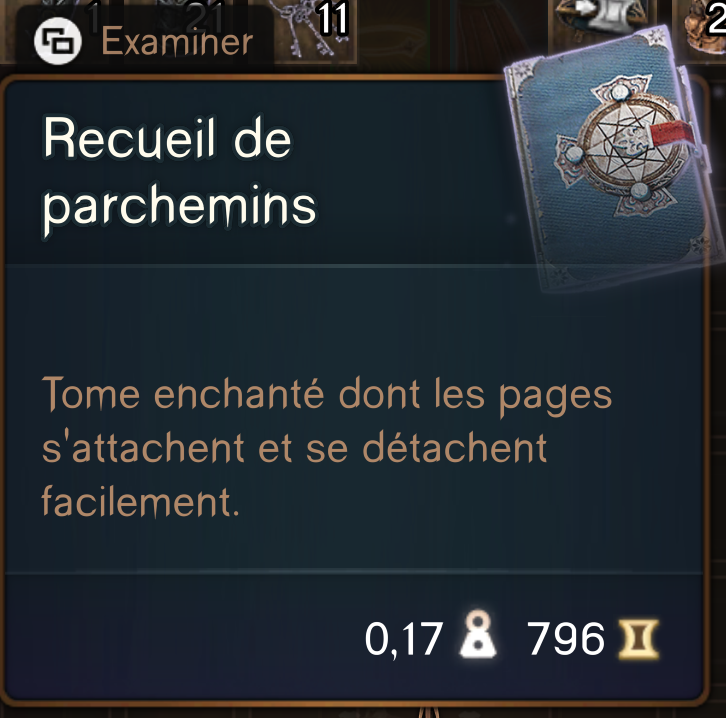 11
Examiner
Recueil de
parchemins
Tome enchanté dont les pages
s'attachent et se détachent
facilement.
0,17 796